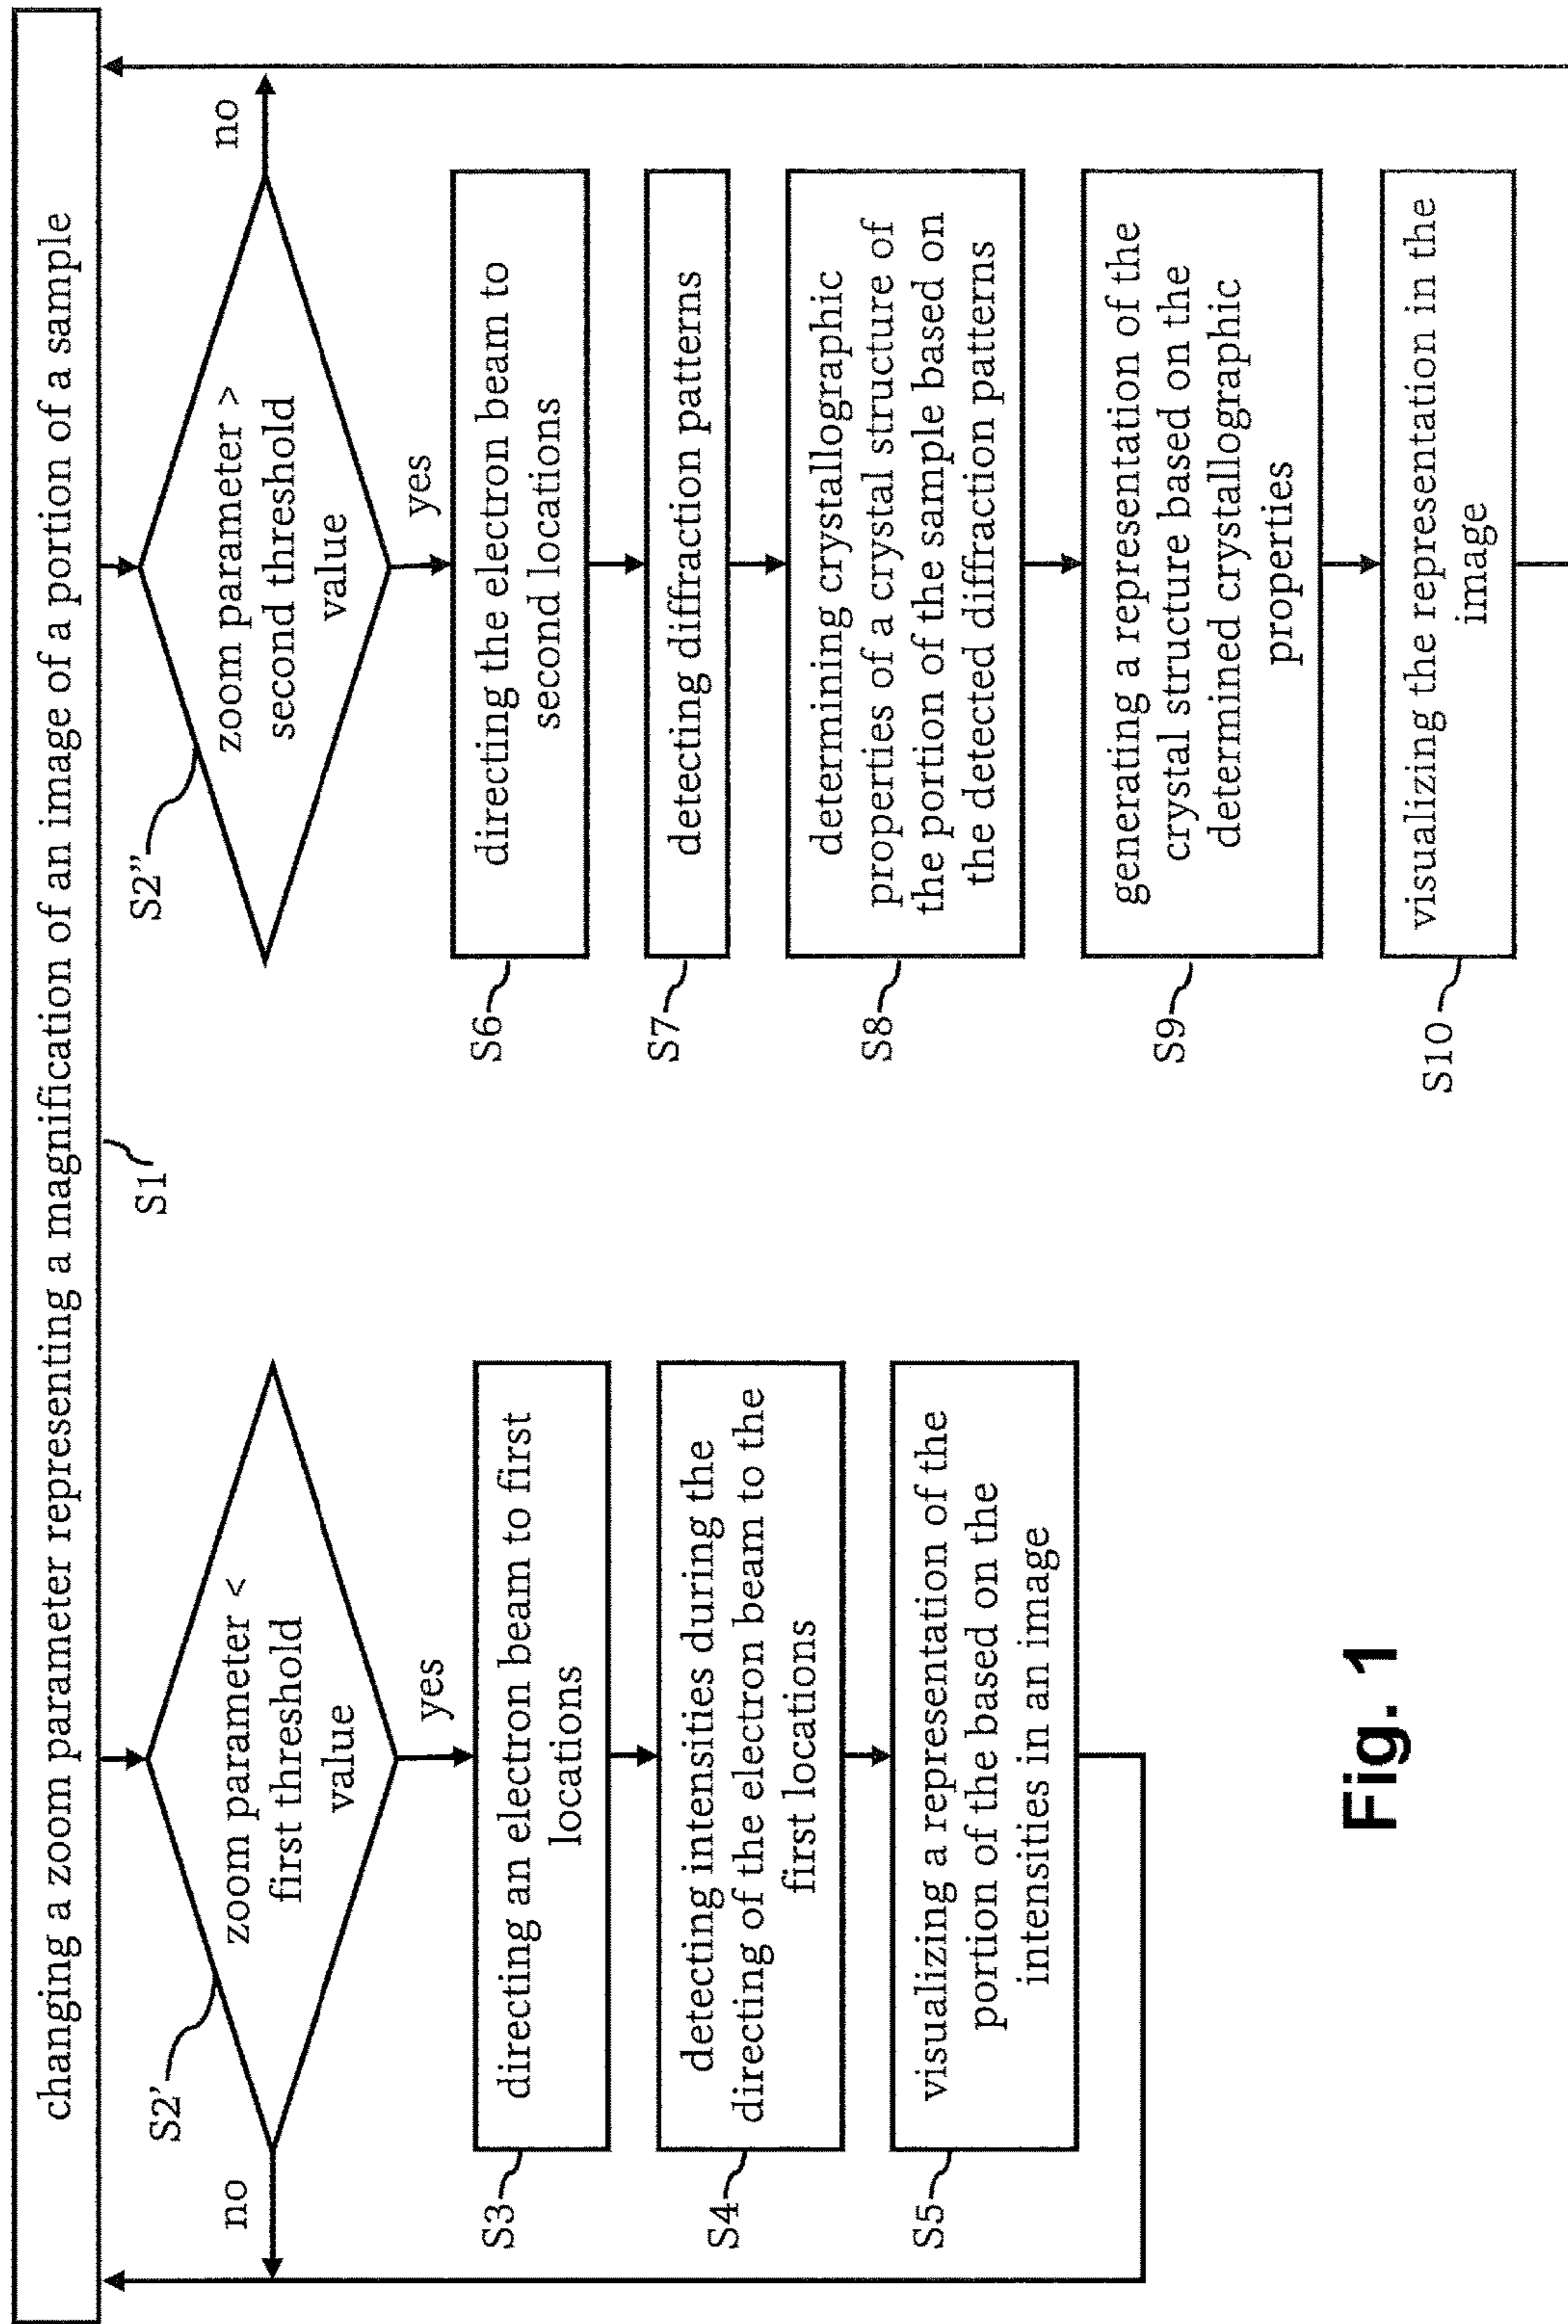 changing a zoom parameter representing a magnification of an image of a portion of a sample
S1
S2'
zoom parameter <
first threshold
value
no
yes
S3
directing an electron beam to first
locations
S4
detecting intensities during the
directing of the electron beam to the
first locations
S5
visualizing a representation of the
portion of the based on the
intensities in an image
S2"
zoom parameter >
second threshold
value
no
yes
S6
directing the electron beam to
second locations
S7
detecting diffraction patterns
S8
determining crystallographic
properties of a crystal structure of
the portion of the sample based on
the detected diffraction patterns
S9
generating a representation of the
crystal structure based on the
determined crystallographic
properties
S10
visualizing the representation in the
image
Fig. 1